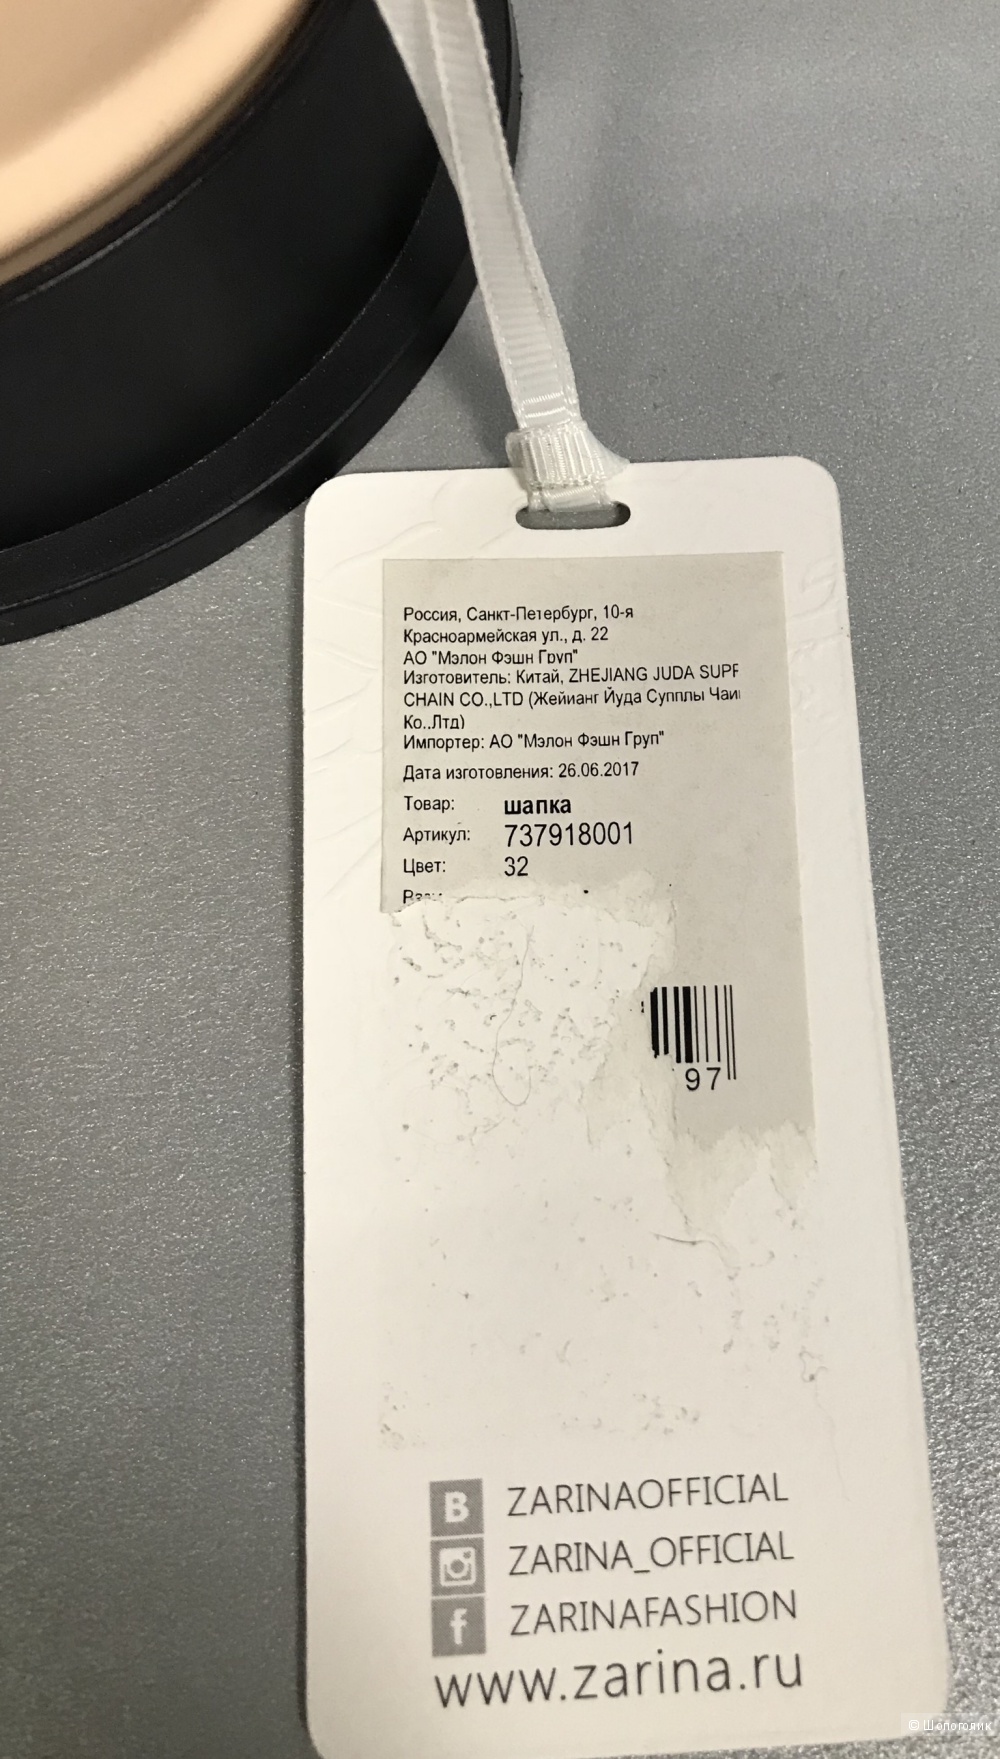 Россия, Санкт-Петербург, 10-я
Красноармейская ул., д. 22
АО "Мэлон Фэшн Груп"
Изготовитель: Китай, ZHEJIANG JUDA
CHAIN CO.,LTD (Жейианг Йуда Супплы
Ко.,Лтд)
Импортер: АО "Мэлон Фэшн Груп"
Дата изготовления: 26.06.2017
Товар: шапка
Артикул: 737918001
Цвет: 32
97
B ZARINAOFFICIAL
ZARINA_OFFICIAL
f ZARINAFASHION
www.zarina.ru
© Шопоголик